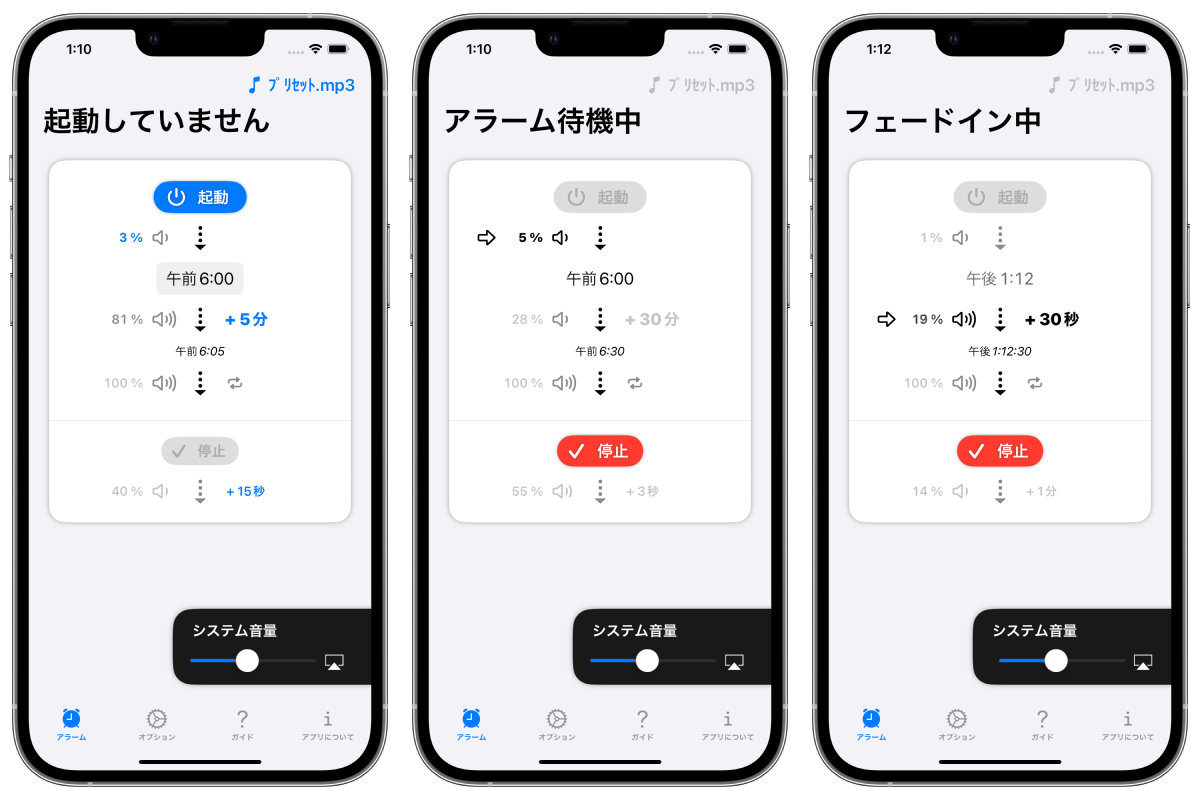 1:10
プリセット.mp3
起動していません
起動
3 %
午前 6:00
81 % + 5 分
午前 6:05
100 %
停止
40 % + 15 秒
システム音量
アラーム オプション ガイド アプリについて
1:10
プリセット.mp3
アラーム待機中
起動
5 %
午前 6:00
28 % + 30 分
午前 6:30
100 %
停止
55 % + 3 秒
システム音量
アラーム オプション ガイド アプリについて
1:12
プリセット.mp3
フェードイン中
起動
1 %
午後 1:12
19 % + 30 秒
午後 1:12:30
100 %
停止
14 % + 1 分
システム音量
アラーム オプション ガイド アプリについて